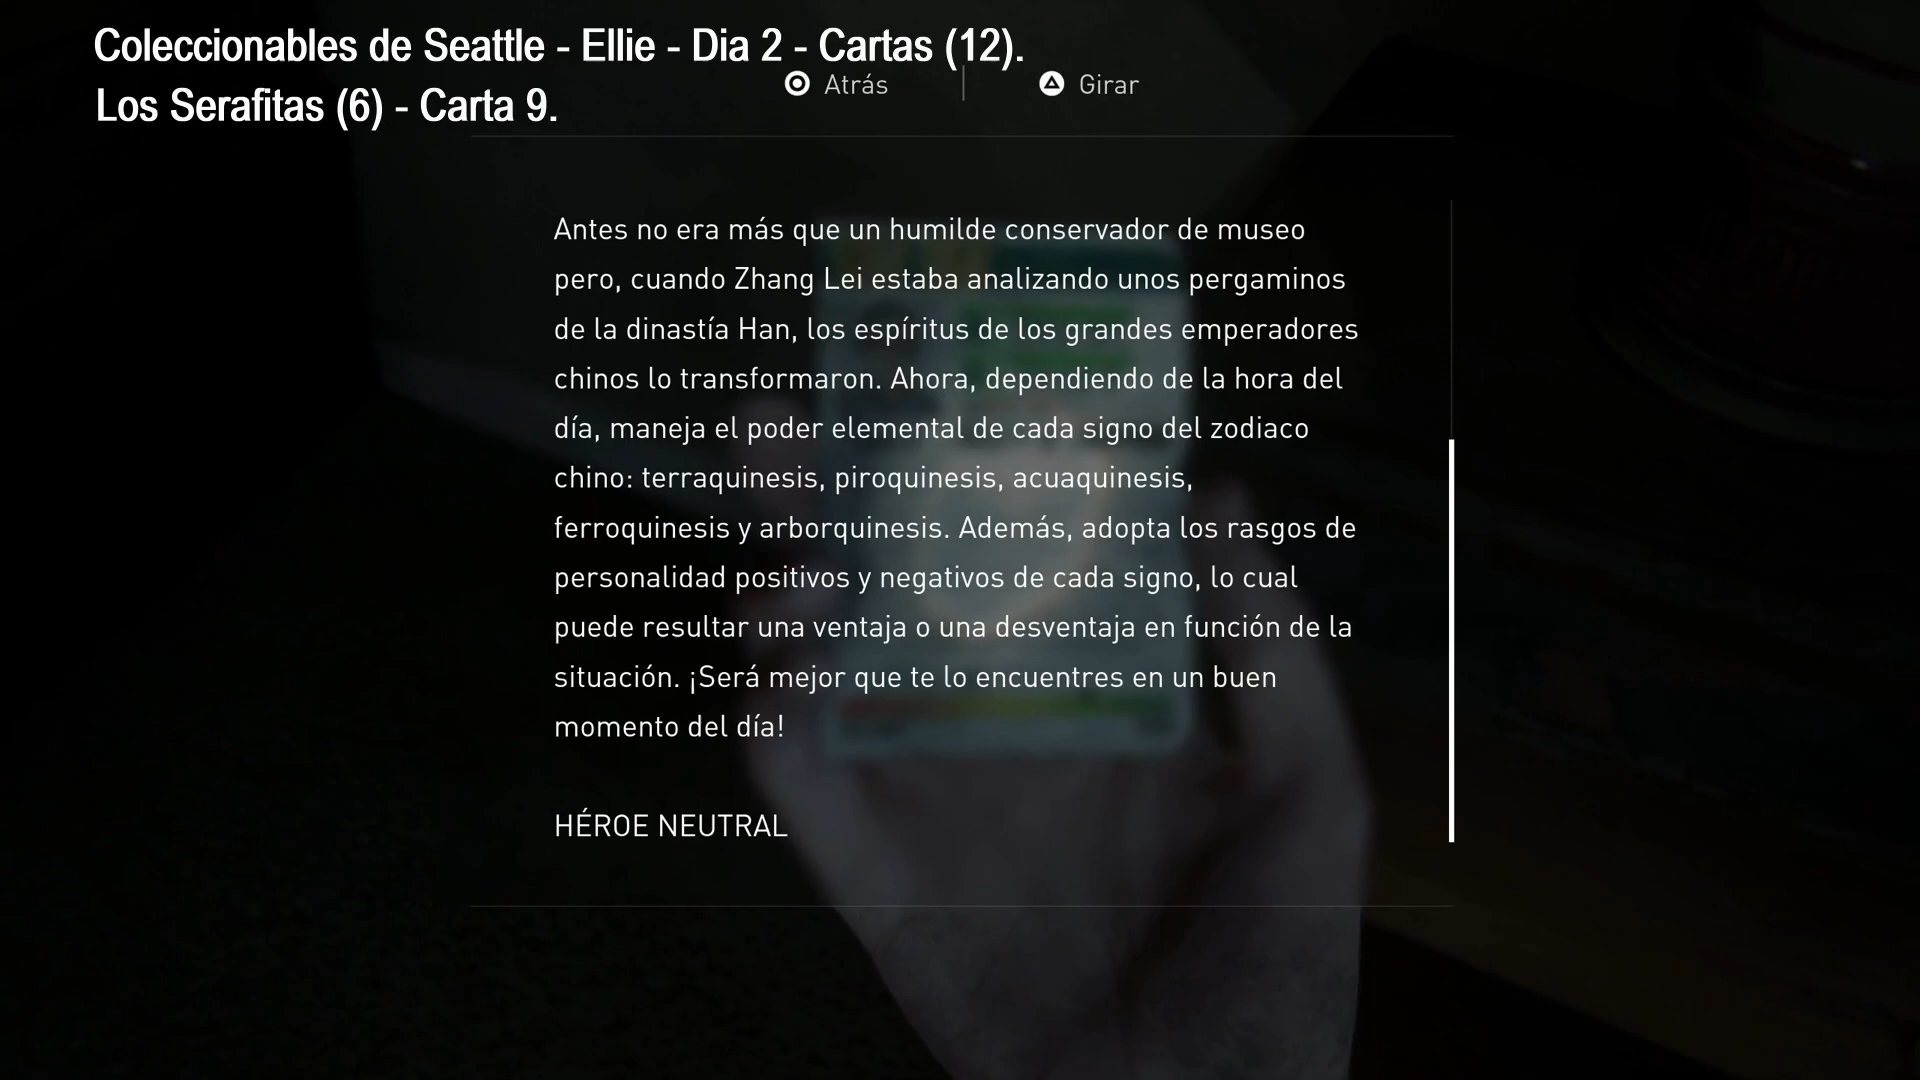 Coleccionables de Seattle - Ellie - Dia 2 - Cartas (12).
Los Serafitas (6) - Carta 9.
Atrás | Girar
Antes no era más que un humilde conservador de museo
pero, cuando Zhang Lei estaba analizando unos pergaminos
de la dinastía Han, los espíritus de los grandes emperadores
chinos lo transformaron. Ahora, dependiendo de la hora del
día, maneja el poder elemental de cada signo del zodiaco
chino: terraquinesis, piroquinesis, acuaquinesis,
ferroquinesis y arborquinesis. Además, adopta los rasgos de
personalidad positivos y negativos de cada signo, lo cual
puede resultar una ventaja o una desventaja en función de la
situación. ¡Será mejor que te lo encuentres en un buen
momento del día!
HÉROE NEUTRAL